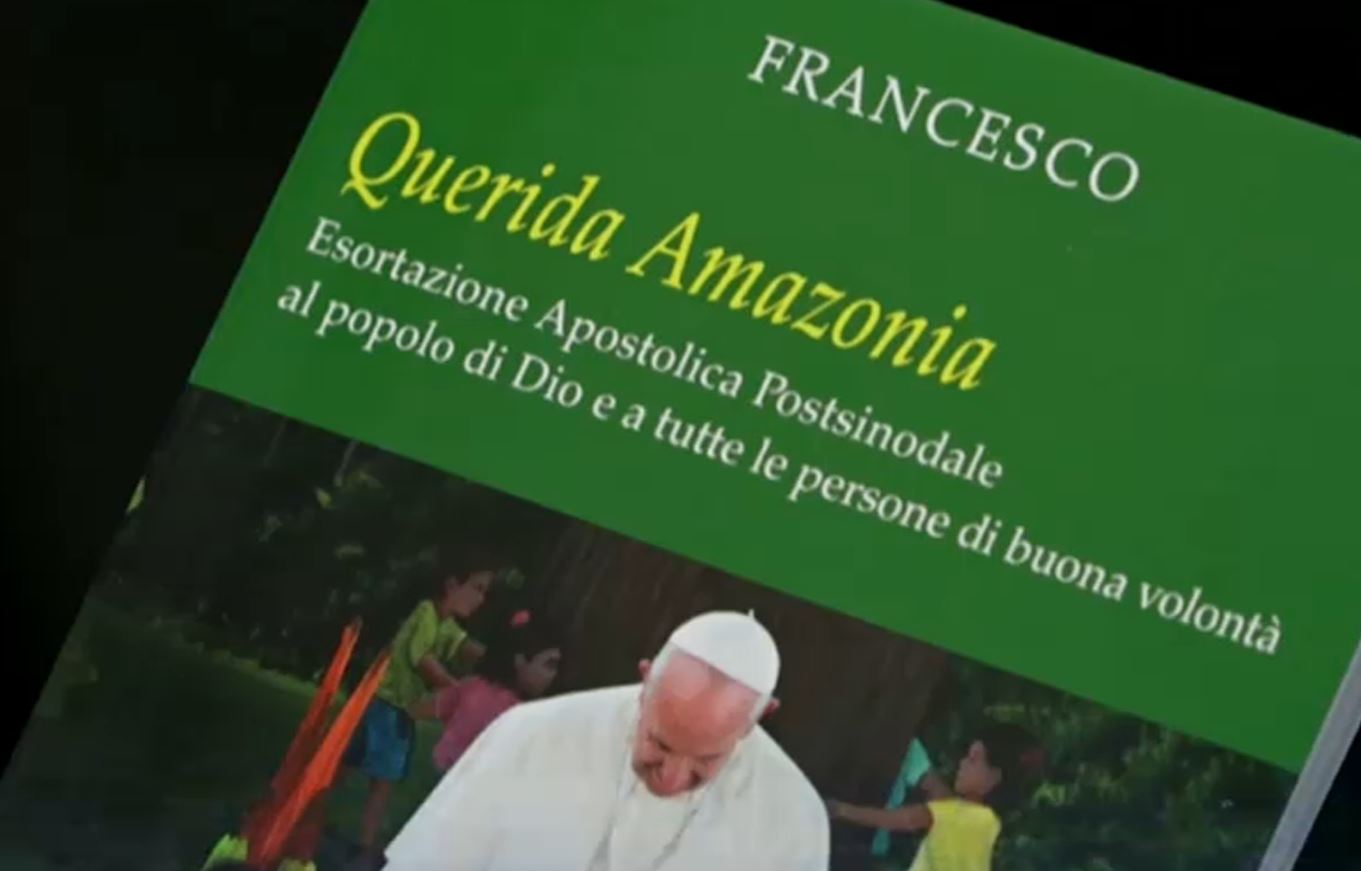 FRANCESCO
Querida Amazonia
Esortazione Apostolica Postsinodale
al popolo di Dio e a tutte le persone di buona volontà